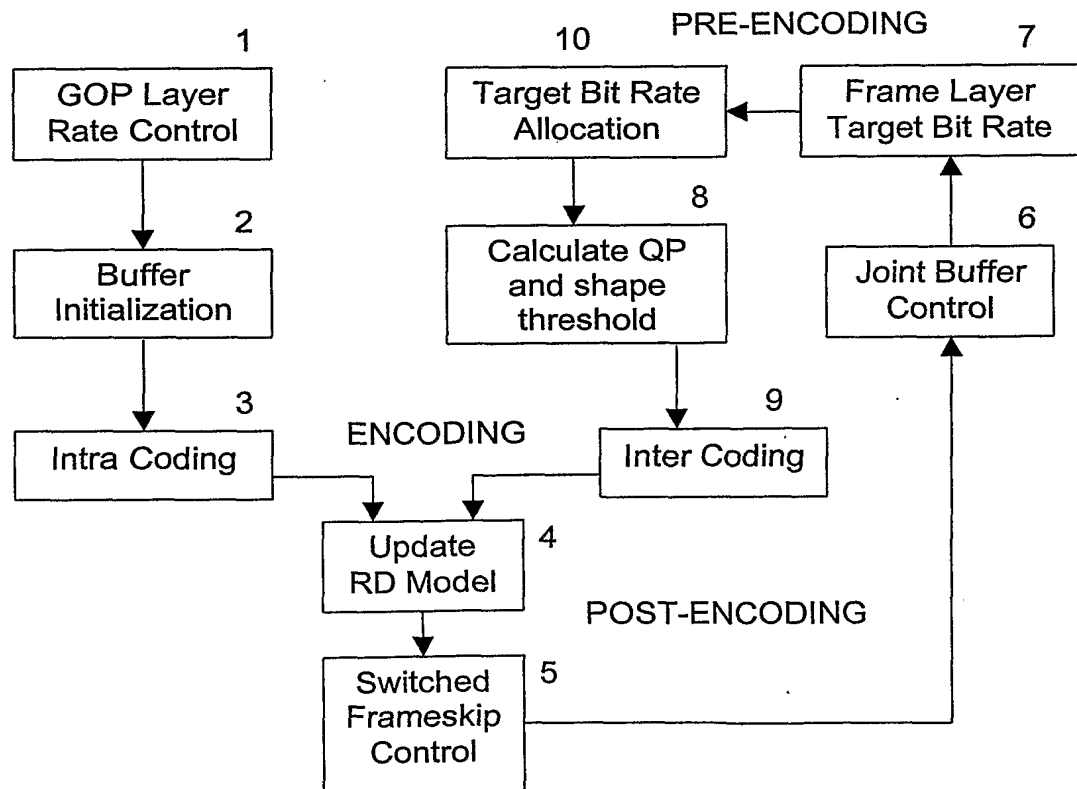 PRE-ENCODING
1
GOP Layer
Rate Control
10
Target Bit Rate
Allocation
7
Frame Layer
Target Bit Rate
2
Buffer
Initialization
8
Calculate QP
and shape
threshold
6
Joint Buffer
Control
3
Intra Coding
ENCODING
9
Inter Coding
4
Update
RD Model
POST-ENCODING
5
Switched
Frameskip
Control